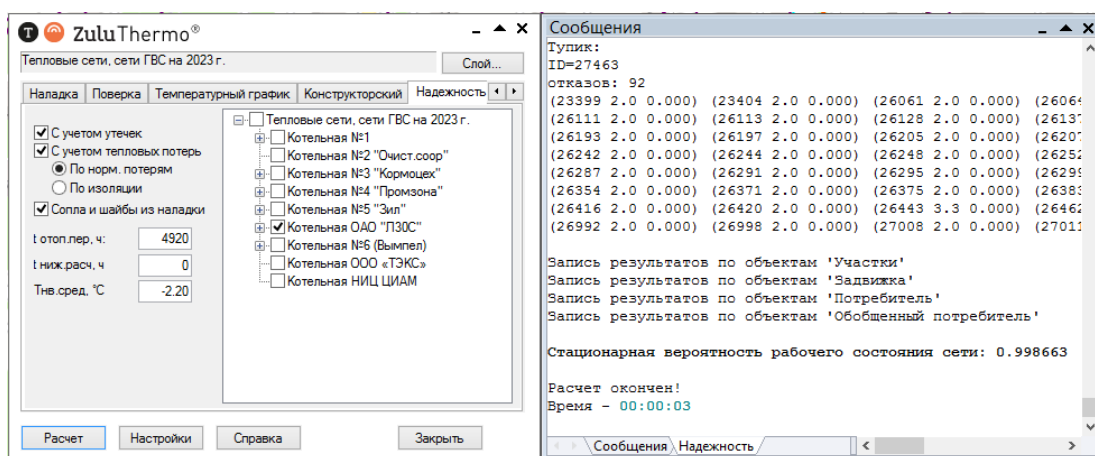 ZuluThermo®
Тепловые сети, сети ГВС на 2023 г.
Слой...
Наладка Поверка Температурный график Конструкторский Надежность
С учетом утечек
С учетом тепловых потерь
По норм. потерям
По изоляции
Сопла и шайбы из наладки
t отоп.пер, ч: 4920
t ниж.расч, ч 0
Tнв.сред, °С -2.20
Тепловые сети, сети ГВС на 2023 г.
Котельная №1
Котельная №2 "Очист.соор"
Котельная №3 "Кормоцех"
Котельная №4 "Промзона"
Котельная №5 "Зил"
Котельная ОАО "ПЗОС"
Котельная №6 (Вымпел)
Котельная ООО «ТЭКС»
Котельная НИЦ ЦИАМ
Расчет Настройки Справка Закрыть
Сообщения
Тупик:
ID=27463
отказов: 92
(23399 2.0 0.000) (23404 2.0 0.000) (26061 2.0 0.000) (2606
(26111 2.0 0.000) (26113 2.0 0.000) (26128 2.0 0.000) (2613
(26193 2.0 0.000) (26197 2.0 0.000) (26205 2.0 0.000) (26207
(26242 2.0 0.000) (26244 2.0 0.000) (26248 2.0 0.000) (26252
(26287 2.0 0.000) (26291 2.0 0.000) (26295 2.0 0.000) (26299
(26354 2.0 0.000) (26371 2.0 0.000) (26375 2.0 0.000) (26383
(26416 2.0 0.000) (26420 2.0 0.000) (26443 3.3 0.000) (26462
(26992 2.0 0.000) (26998 2.0 0.000) (27008 2.0 0.000) (27011
Запись результатов по объектам 'Участки'
Запись результатов по объектам 'Задвижка'
Запись результатов по объектам 'Потребитель'
Запись результатов по объектам 'Обобщенный потребитель'
Стационарная вероятность рабочего состояния сети: 0.998663
Расчет окончен!
Время - 00:00:03
Сообщения Надежность